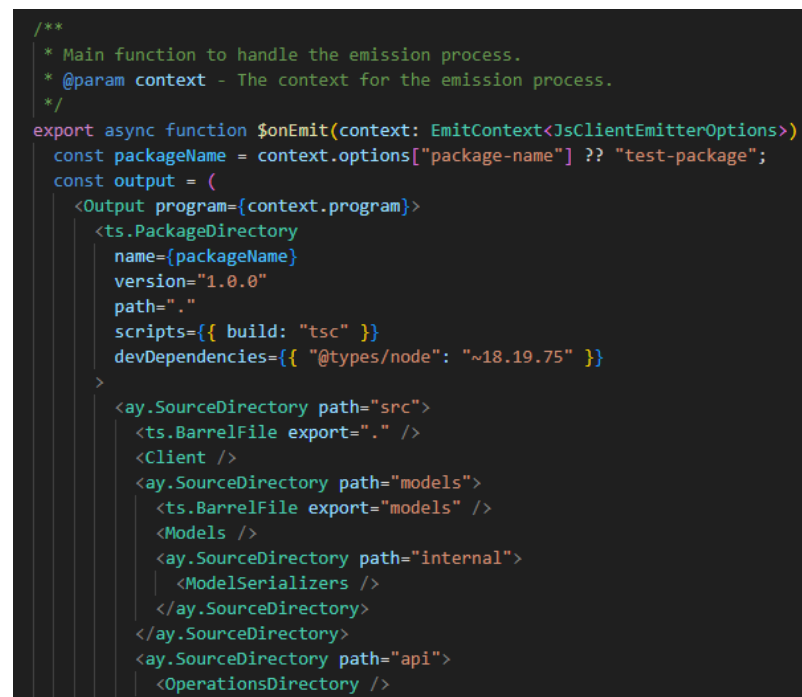 /**
 * Main function to handle the emission process.
 * @param context - The context for the emission process.
 */
export async function $onEmit(context: EmitContext<JsClientEmitterOptions>)
  const packageName = context.options["package-name"] ?? "test-package";
  const output = (
    <Output program={context.program}>
      <ts.PackageDirectory
        name={packageName}
        version="1.0.0"
        path="."
        scripts={{ build: "tsc" }}
        devDependencies={{ "@types/node": "~18.19.75" }}
      >
        <ay.SourceDirectory path="src">
          <ts.BarrelFile export="." />
          <Client />
          <ay.SourceDirectory path="models">
            <ts.BarrelFile export="models" />
            <Models />
            <ay.SourceDirectory path="internal">
              <ModelSerializers />
            </ay.SourceDirectory>
          </ay.SourceDirectory>
          <ay.SourceDirectory path="api">
            <OperationsDirectory />